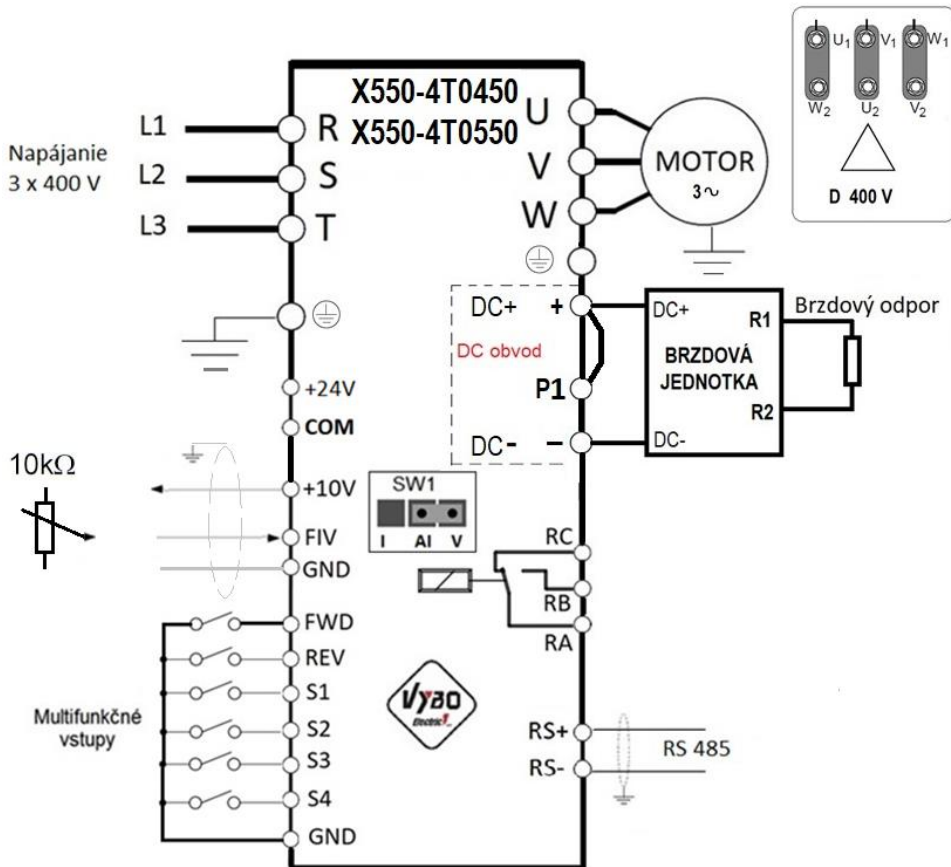 X550-4T0450
X550-4T0550
Napájanie
3 x 400 V
L1
L2
L3
R
S
T
U
V
W
MOTOR
3~
U1 V1 W1
W2 U2 V2
D 400 V
DC+ +
DC obvod
P1
DC- −
DC+
R1
BRZDOVÁ
JEDNOTKA
R2
DC-
Brzdový odpor
+24V
COM
10kΩ
+10V
FIV
GND
SW1
I AI V
RC
RB
RA
FWD
REV
S1
S2
S3
S4
GND
Multifunkčné
vstupy
VYBO
Electric
RS+
RS-
RS 485